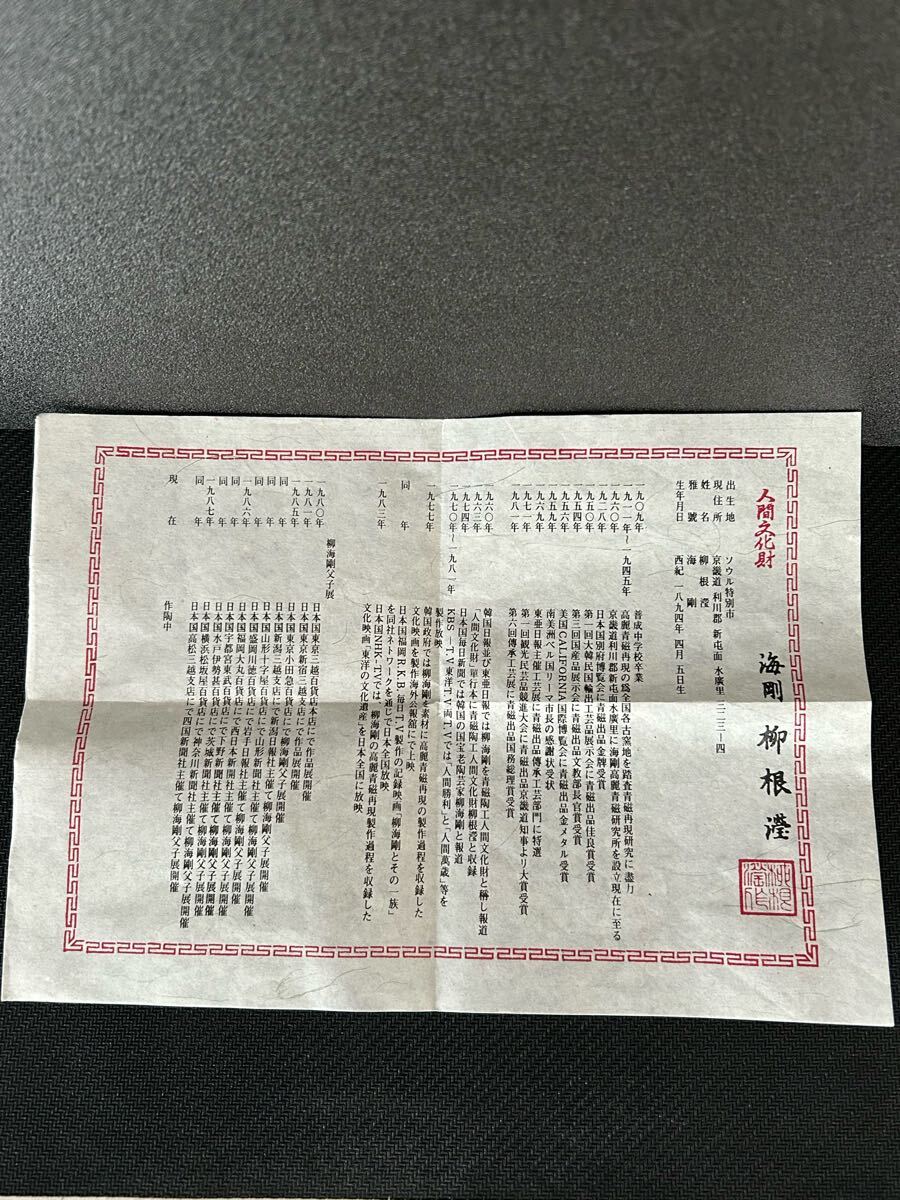 人間文化財
海剛 柳根瀅
出生地 ソウル特別市
現住所 京畿道 利川郡 新屯面 水廣里 三二三ー四
姓名 柳根瀅
雅號 海剛
生年月日 西紀 一八九四年 四月 五日生
一九〇九年 普成中学校卒業
一九一一年～一九四五年 高麗青磁再現の爲全国各古窯地を踏査青磁再現研究に盡力
一九六〇年 京畿道利川郡新屯面水廣里に海剛高麗青磁研究所を設立現在に至る
一九二八年 日本国別府博覧会に青磁出品金牌受賞
一九五〇年 第一回大韓民国輸出工芸品展示会に青磁出品佳良賞受賞
一九五四年 第三回国産品展示会に青磁出品文教部長官賞受賞
一九五六年 美国CALIFORNIA国際博覧会に青磁出品金メタル受賞
一九五九年 南美洲ペル国リーマ市長の感謝状受状
一九六九年 東亜日報主催工芸展に青磁出品傳承工芸部門に特選
一九七一年 第一回観光民芸品競進大会に青磁出品京畿道知事より大賞受賞
一九八一年 第六回傳承工芸展に青磁出品国務総理賞受賞
一九六〇年 韓国日報並び東亜日報では柳海剛を青磁陶工人間文化財と稱し報道
一九六三年 「人間文化財」単行本に青磁陶工人間文化財柳根瀅と収録
一九七四年 日本国毎日新聞では韓国の国宝老陶芸家柳海剛と報道
一九七〇年～一九八一年 KBS－TV東洋TV両TVでは「人間勝利」と「人間萬歳」等を
製作放映
一九七七年 韓国政府では柳海剛を素材に高麗青磁再現の製作過程を収録した
文化映画を製作海外公報舘にて上映
同年 日本国福岡R.K.B.毎日T.V製作の記録映画「柳海剛とその一族」
を同社ネトワークを通じて日本全国放映
一九八三年 日本国NHK-TVでは、柳海剛の高麗青磁再現製作過程を収録した
文化映画「東洋の文化遺産」を日本全国に放映
柳海剛父子展
一九八〇年 日本国東京三越百貨店本店にて作品展開催
一九八一年 日本国東京新宿三越支店にて作品展開催
一九八五年 日本国東京小田急百貨店にて柳海剛父子展開催
同年 日本国新潟三越支店にて新潟日報社主催て柳海剛父子展開催
同年 日本国山形十字屋百貨店にて山形新聞社主催て柳海剛父子展開催
一九八六年 日本国盛岡川徳百貨店にて岩手日報社主催て柳海剛父子展開催
同年 日本国福岡大丸百貨店にて西日本新聞社主催て柳海剛父子展開催
同年 日本国宇都宮東武百貨店にて下野新聞社主催て柳海剛父子展開催
同年 日本国水戸伊勢甚百貨店にて茨城新聞社主催て柳海剛父子展開催
一九八七年 日本国横浜松坂屋百貨店にて神奈川新聞社主催て柳海剛父子展開催
同年 日本国高松三越支店にて四国新聞社主催て柳海剛父子展開催
現在 作陶中